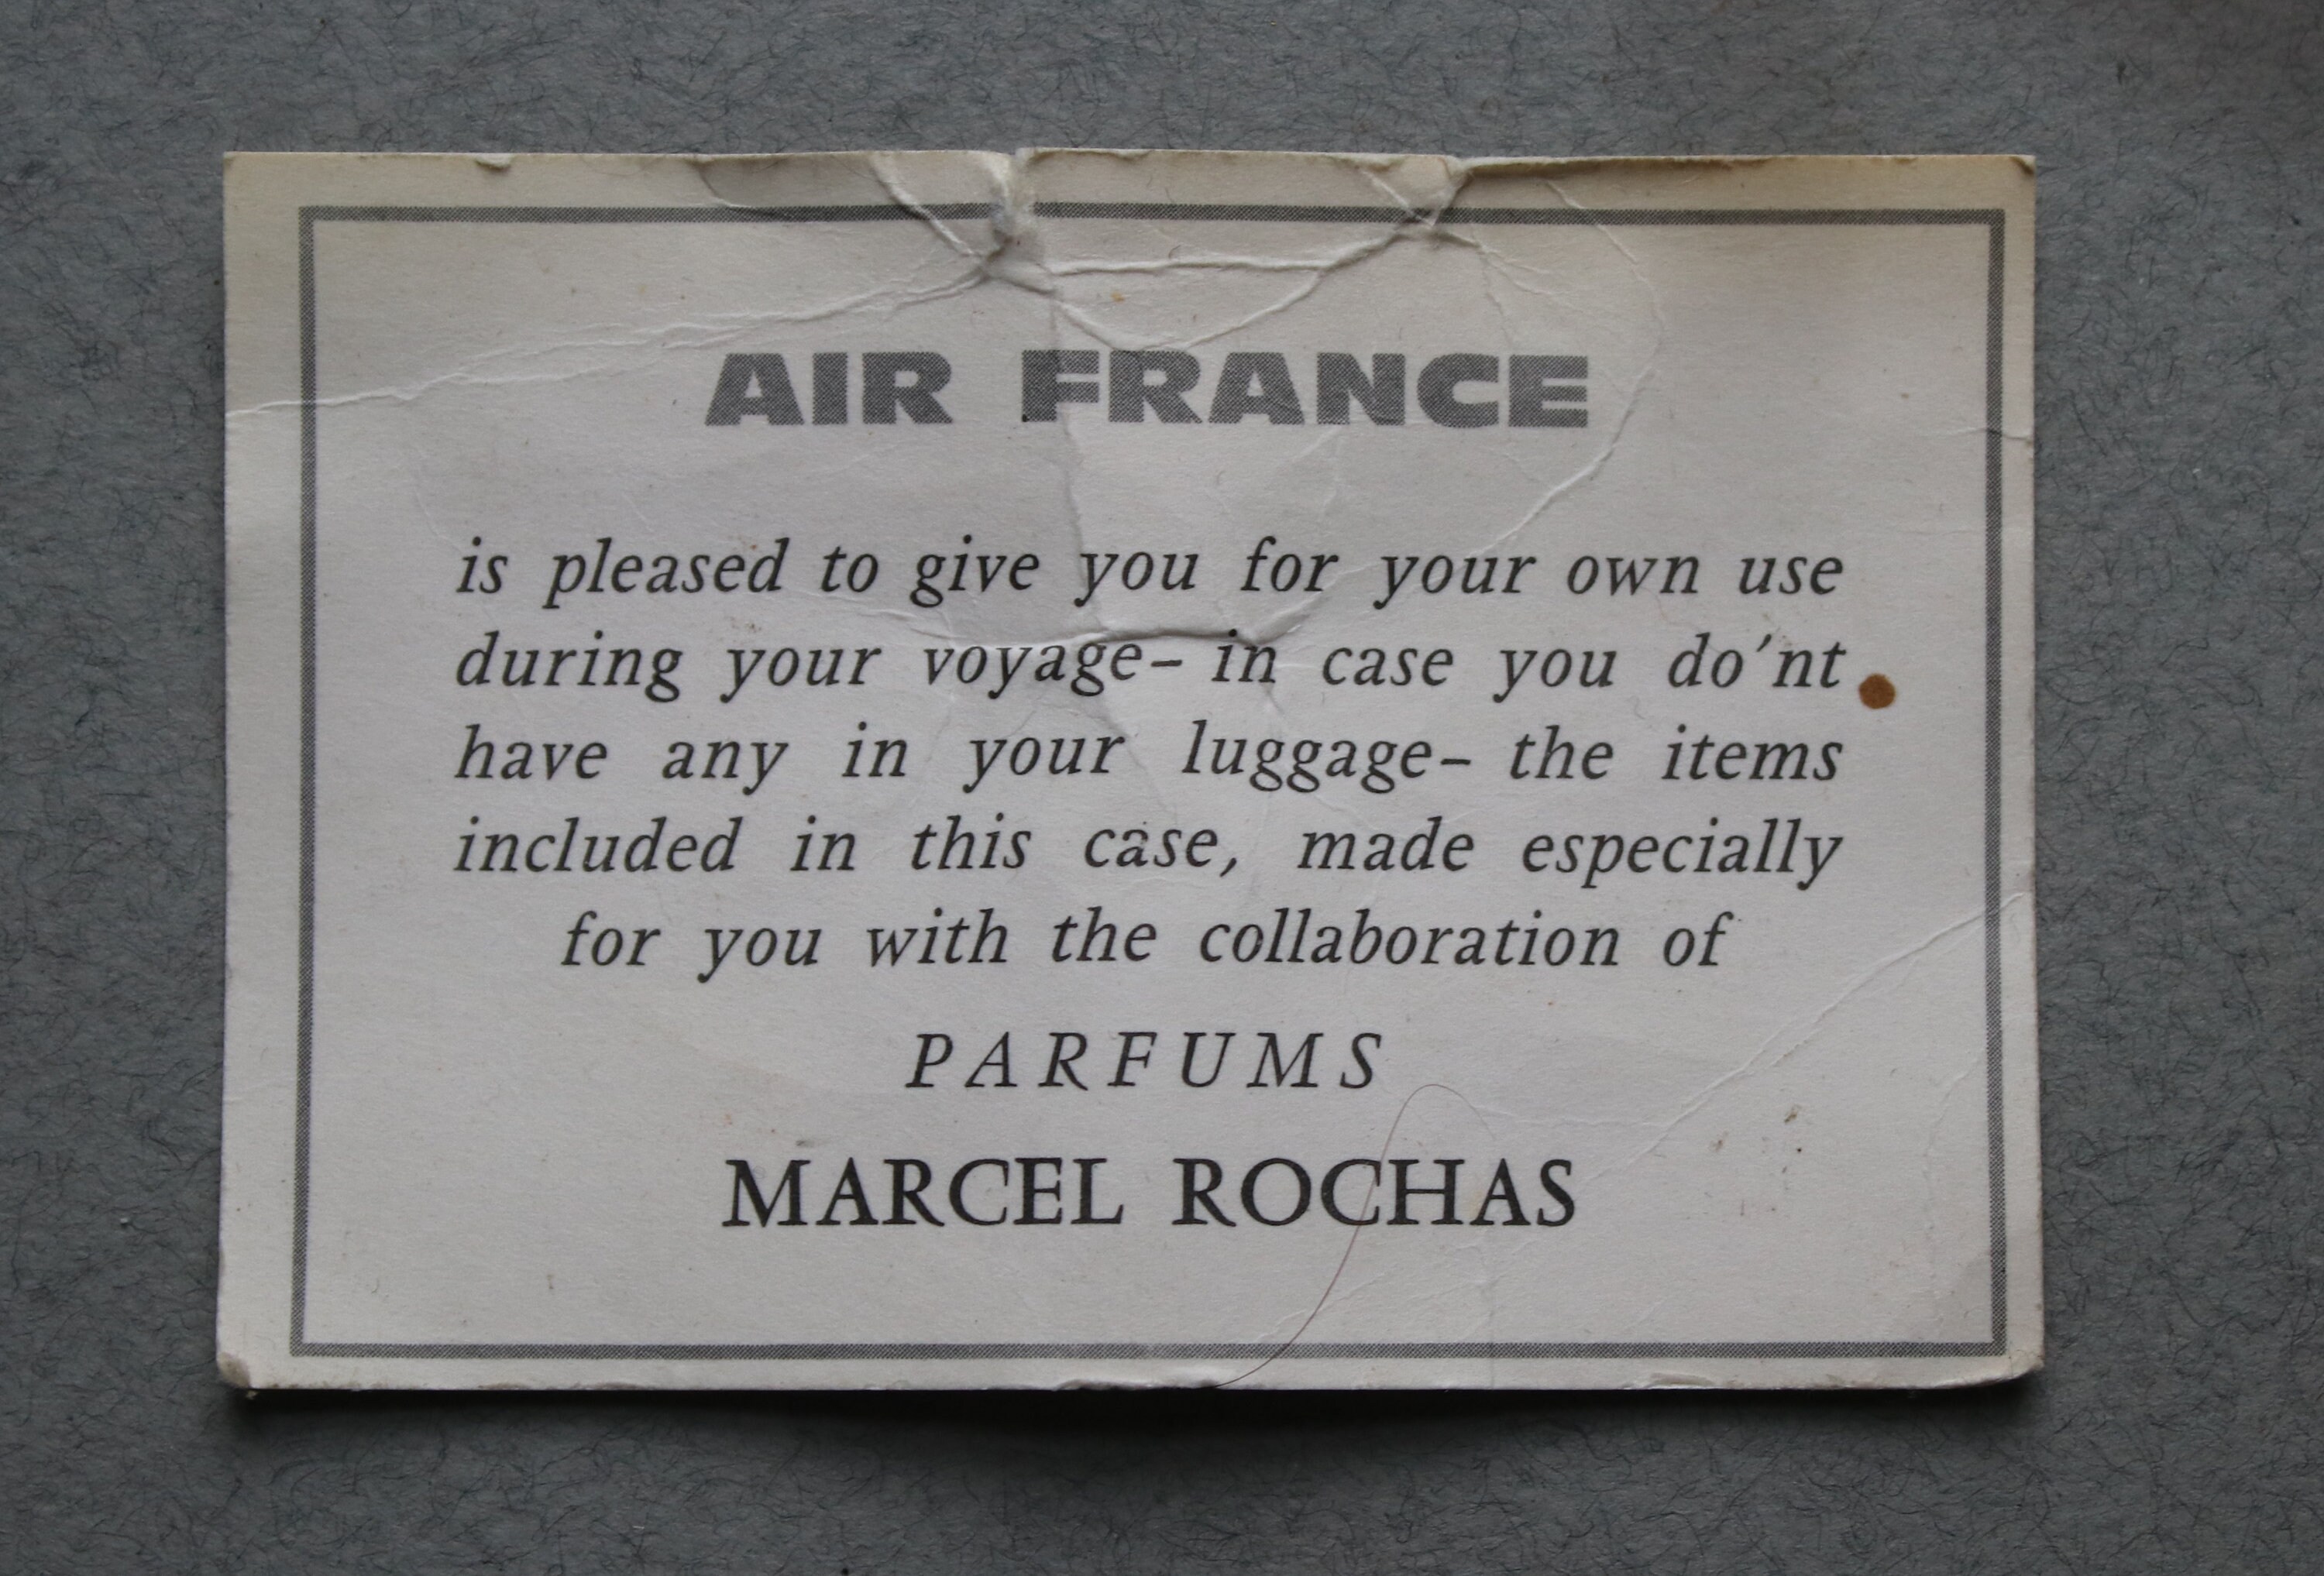 AIR FRANCE
is pleased to give you for your own use
during your voyage– in case you do'nt
have any in your luggage– the items
included in this case, made especially
for you with the collaboration of
PARFUMS
MARCEL ROCHAS